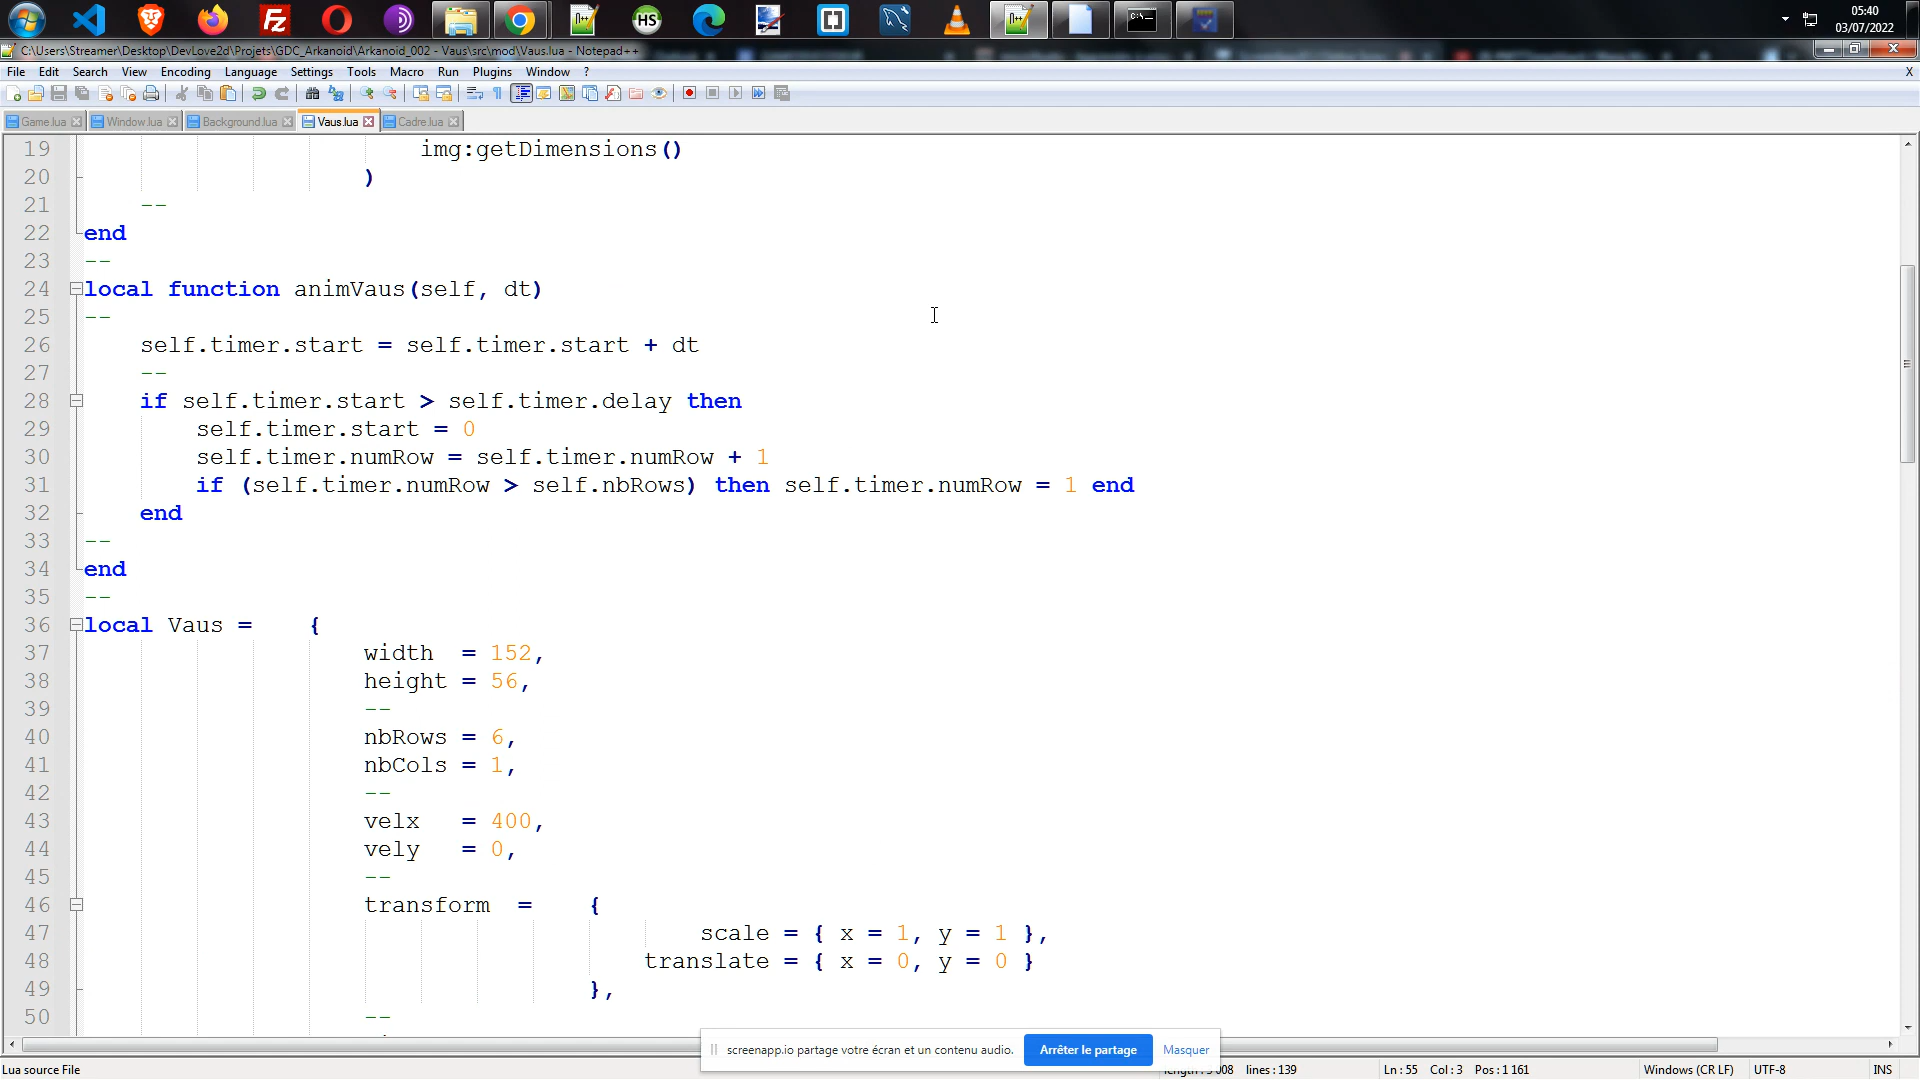 05:40
03/07/2022
C:\Users\Streamer\Desktop\DevLove2d\Projets\GDC_Arkanoid\Arkanoid_002 - Vaus\src\mod\Vaus.lua - Notepad++
File Edit Search View Encoding Language Settings Tools Macro Run Plugins Window ? X
Game.lua Window.lua Background.lua Vaus.lua Cadre.lua
19 img:getDimensions()
20 )
21 --
22 end
23 --
24 local function animVaus(self, dt)
25 --
26 self.timer.start = self.timer.start + dt
27 --
28 if self.timer.start > self.timer.delay then
29 self.timer.start = 0
30 self.timer.numRow = self.timer.numRow + 1
31 if (self.timer.numRow > self.nbRows) then self.timer.numRow = 1 end
32 end
33 --
34 end
35 --
36 local Vaus = {
37 width = 152,
38 height = 56,
39 --
40 nbRows = 6,
41 nbCols = 1,
42 --
43 velx = 400,
44 vely = 0,
45 --
46 transform = {
47 scale = { x = 1, y = 1 },
48 translate = { x = 0, y = 0 }
49 },
50 --
screenapp.io partage votre écran et un contenu audio. Arrêter le partage Masquer
Lua source File lines : 139 Ln : 55 Col : 3 Pos : 1 161 Windows (CR LF) UTF-8 INS